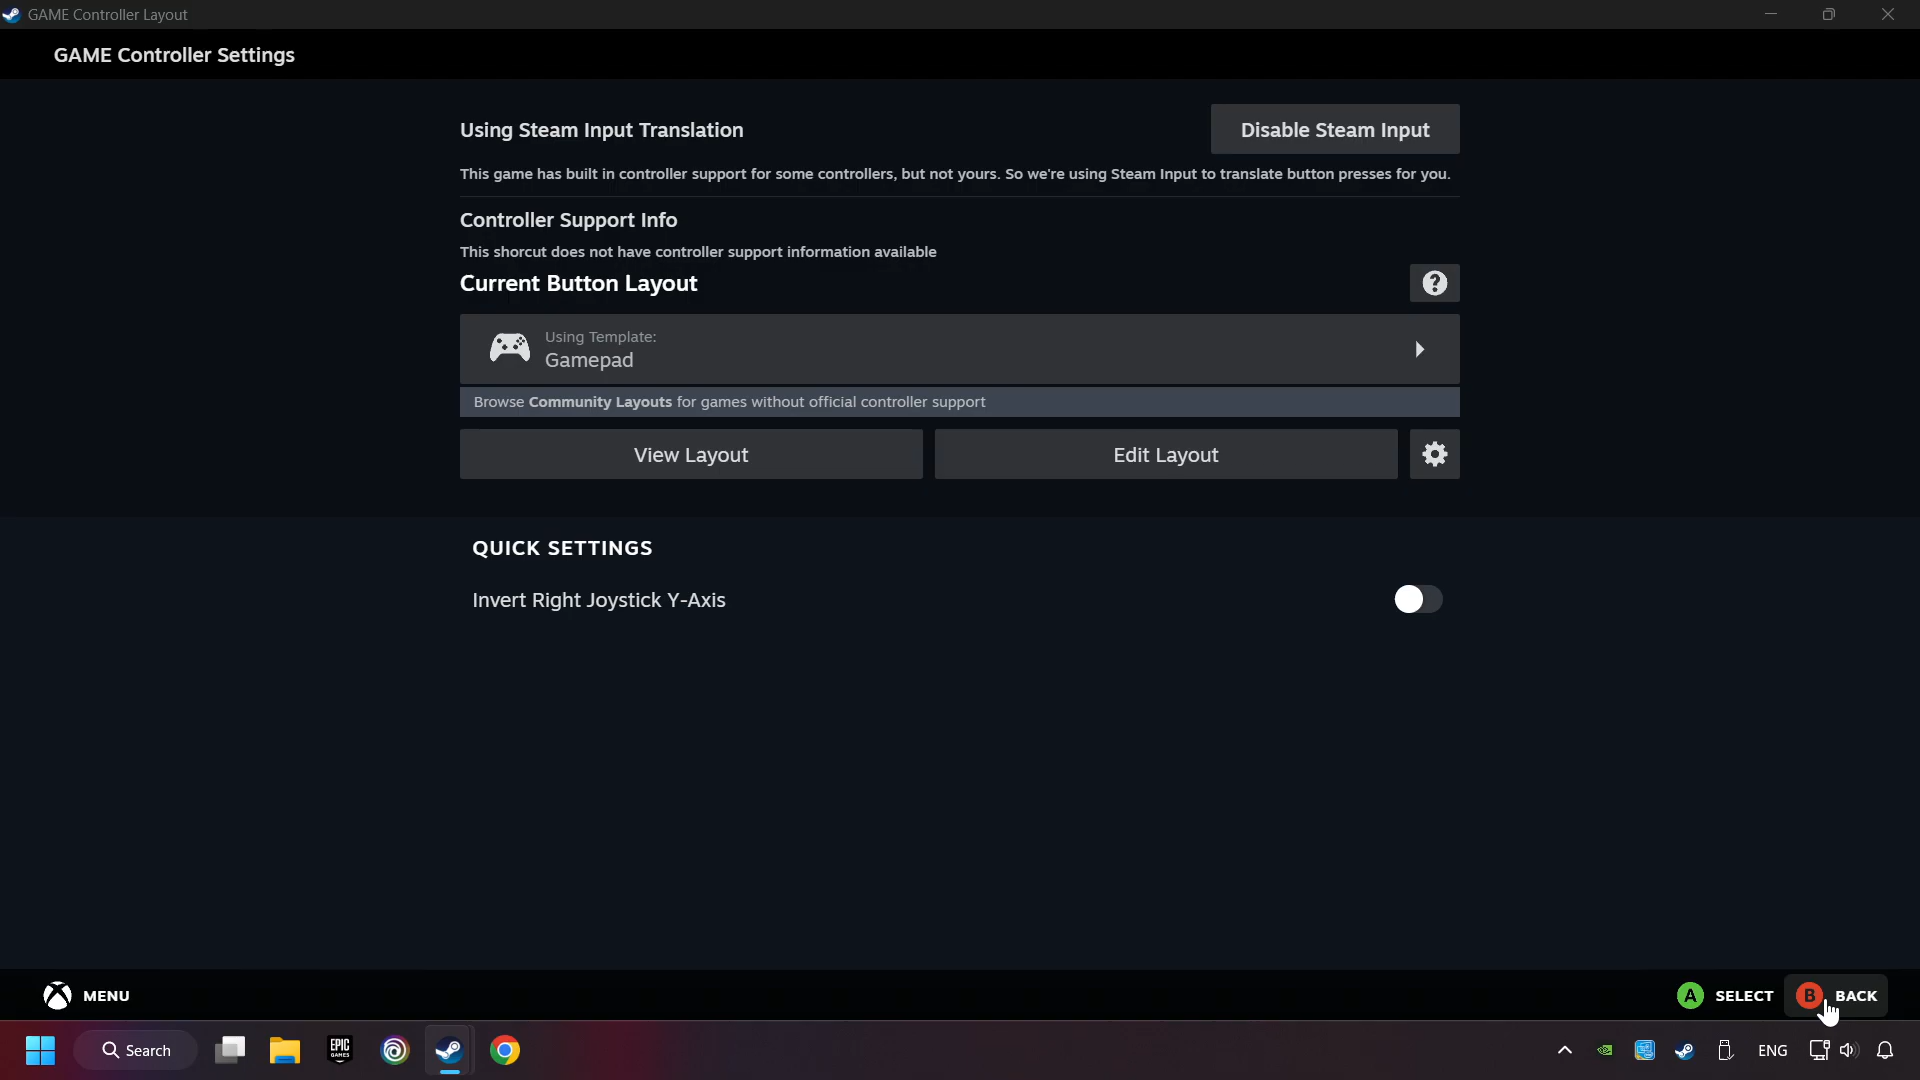 GAME Controller Layout
GAME Controller Settings
Using Steam Input Translation
Disable Steam Input
This game has built in controller support for some controllers, but not yours. So we're using Steam Input to translate button presses for you.
Controller Support Info
This shorcut does not have controller support information available
Current Button Layout
?
Using Template:
Gamepad
Browse Community Layouts for games without official controller support
View Layout
Edit Layout
QUICK SETTINGS
Invert Right Joystick Y-Axis
MENU
A SELECT
B BACK
Search
EPIC
GAMES
ENG